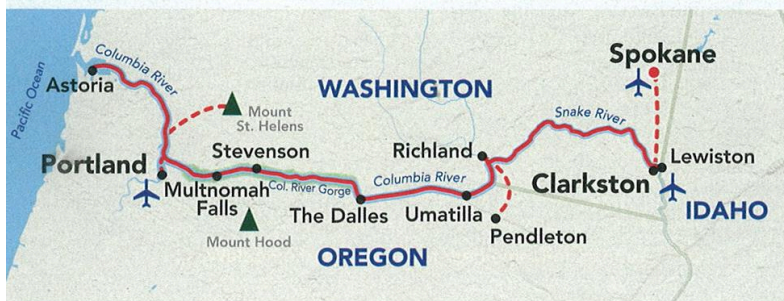 Spokane
Columbia River
Astoria
Pacific Ocean
WASHINGTON
Mount
St. Helens
Snake River
Portland
Stevenson
Richland
Lewiston
Multnomah
Falls
Col. River Gorge
Columbia River
Clarkston
The Dalles
Umatilla
IDAHO
Mount Hood
Pendleton
OREGON